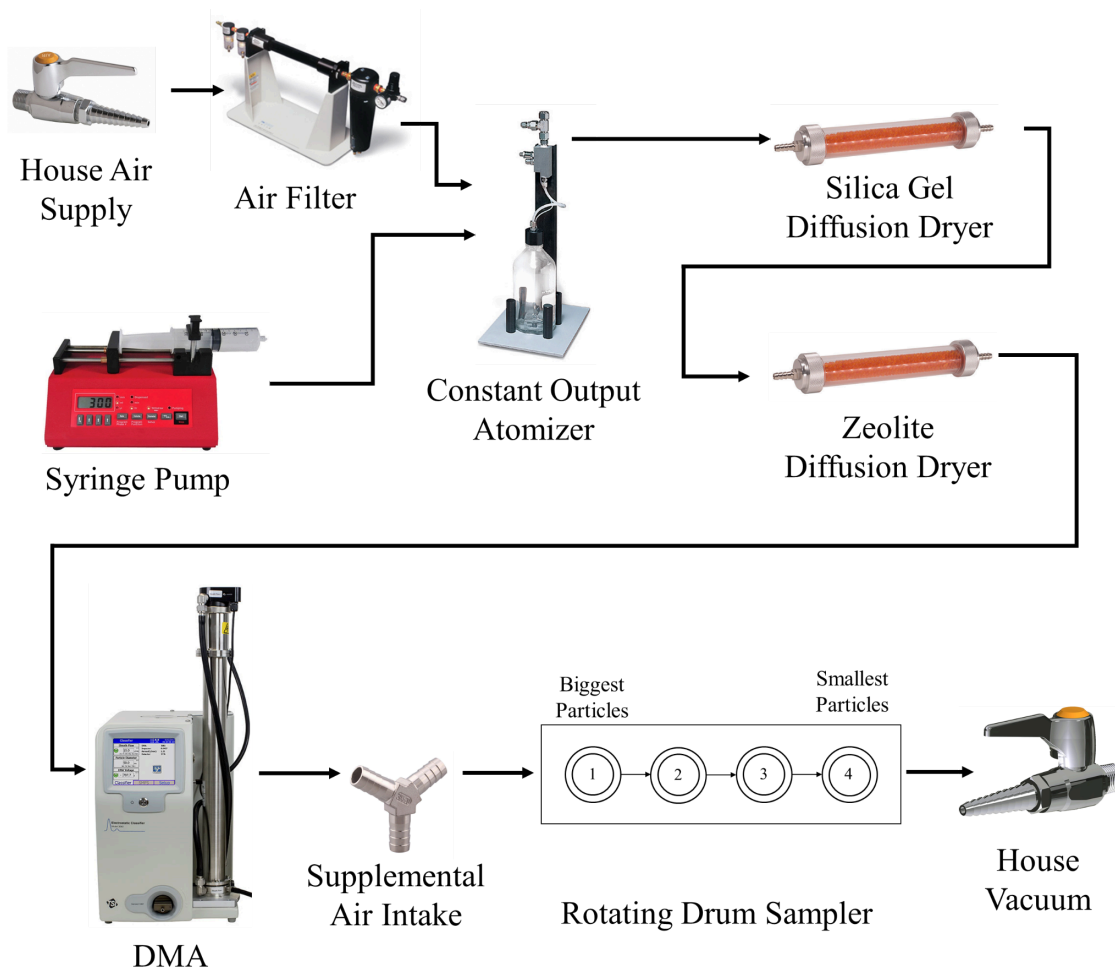 House Air
Supply
Air Filter
Silica Gel
Diffusion Dryer
300
Syringe Pump
Constant Output
Atomizer
Zeolite
Diffusion Dryer
Biggest
Particles
Smallest
Particles
1
2
3
4
DMA
Supplemental
Air Intake
Rotating Drum Sampler
House
Vacuum